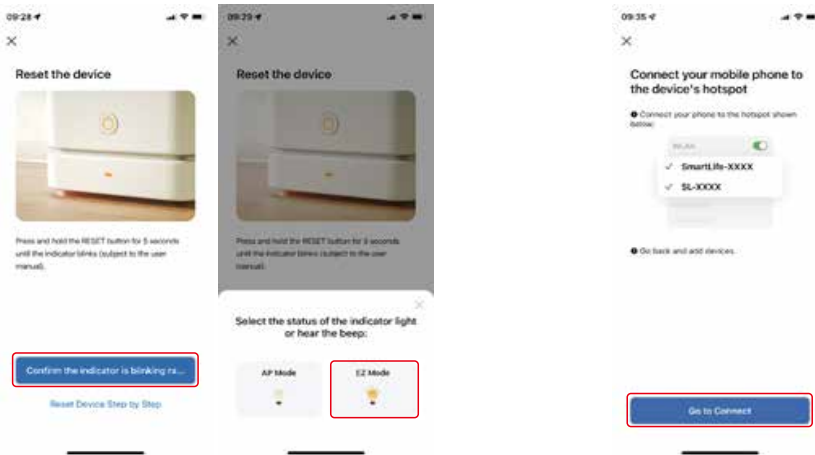 09:28
Reset the device
Press and hold the RESET button for 5 seconds
until the indicator blinks (subject to the user
manual).
Confirm the indicator is blinking ra...
Reset Device Step by Step
09:29
Reset the device
Press and hold the RESET button for 5 seconds
until the indicator blinks (subject to the user
manual).
Select the status of the indicator light
or hear the beep:
AP Mode
EZ Mode
09:35
Connect your mobile phone to
the device's hotspot
Connect your phone to the hotspot shown
below:
WLAN
SmartLife-XXXX
SL-XXXX
Go back and add devices.
Go to Connect